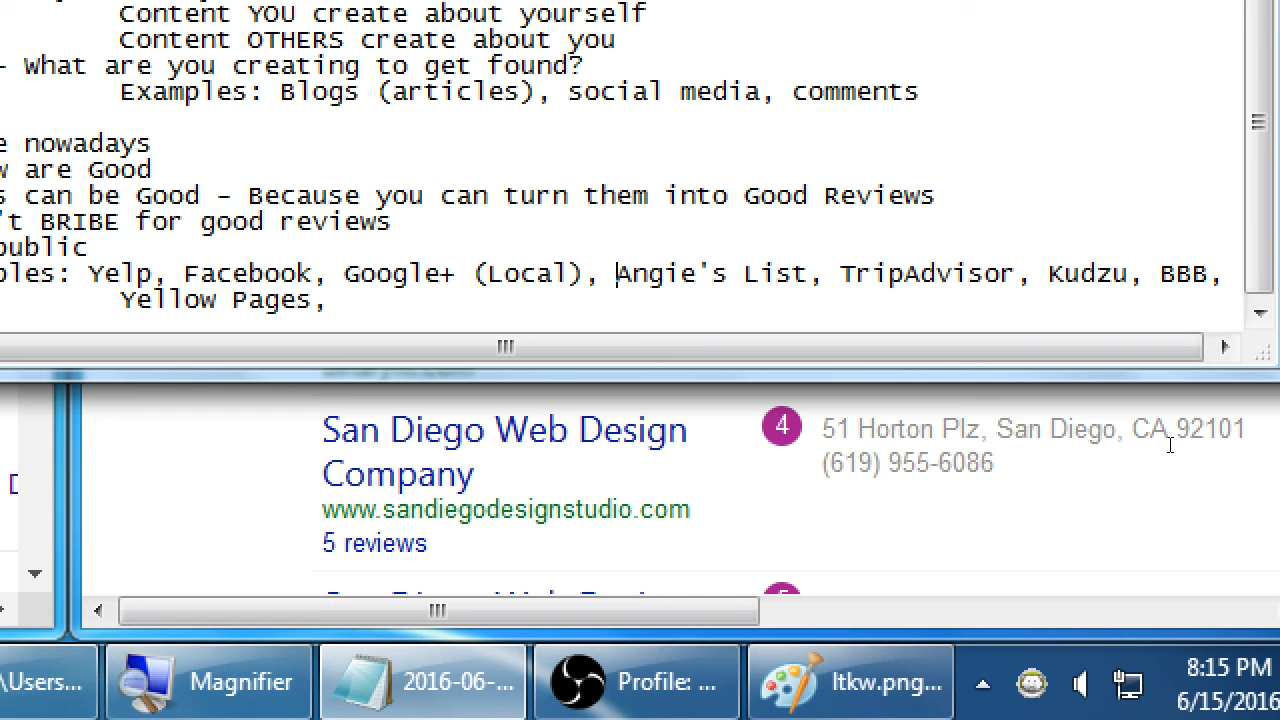 Content YOU create about yourself
Content OTHERS create about you
- What are you creating to get found?
Examples: Blogs (articles), social media, comments
nowadays
are Good
can be Good - Because you can turn them into Good Reviews
't BRIBE for good reviews
public
ples: Yelp, Facebook, Google+ (Local), Angie's List, TripAdvisor, Kudzu, BBB,
Yellow Pages,
San Diego Web Design
Company
www.sandiegodesignstudio.com
5 reviews
4
51 Horton Plz, San Diego, CA 92101
(619) 955-6086
\Users...
Magnifier
2016-06-...
Profile: ...
ltkw.png...
8:15 PM
6/15/2016